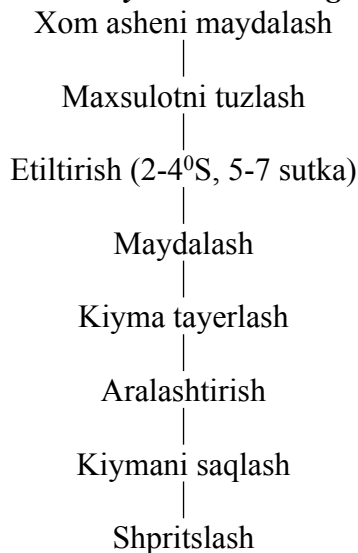 Xom asheni maydalash
Maxsulotni tuzlash
Etiltirish (2-4⁰S, 5-7 sutka)
Maydalash
Kiyma tayerlash
Aralashtirish
Kiymani saqlash
Shpritslash